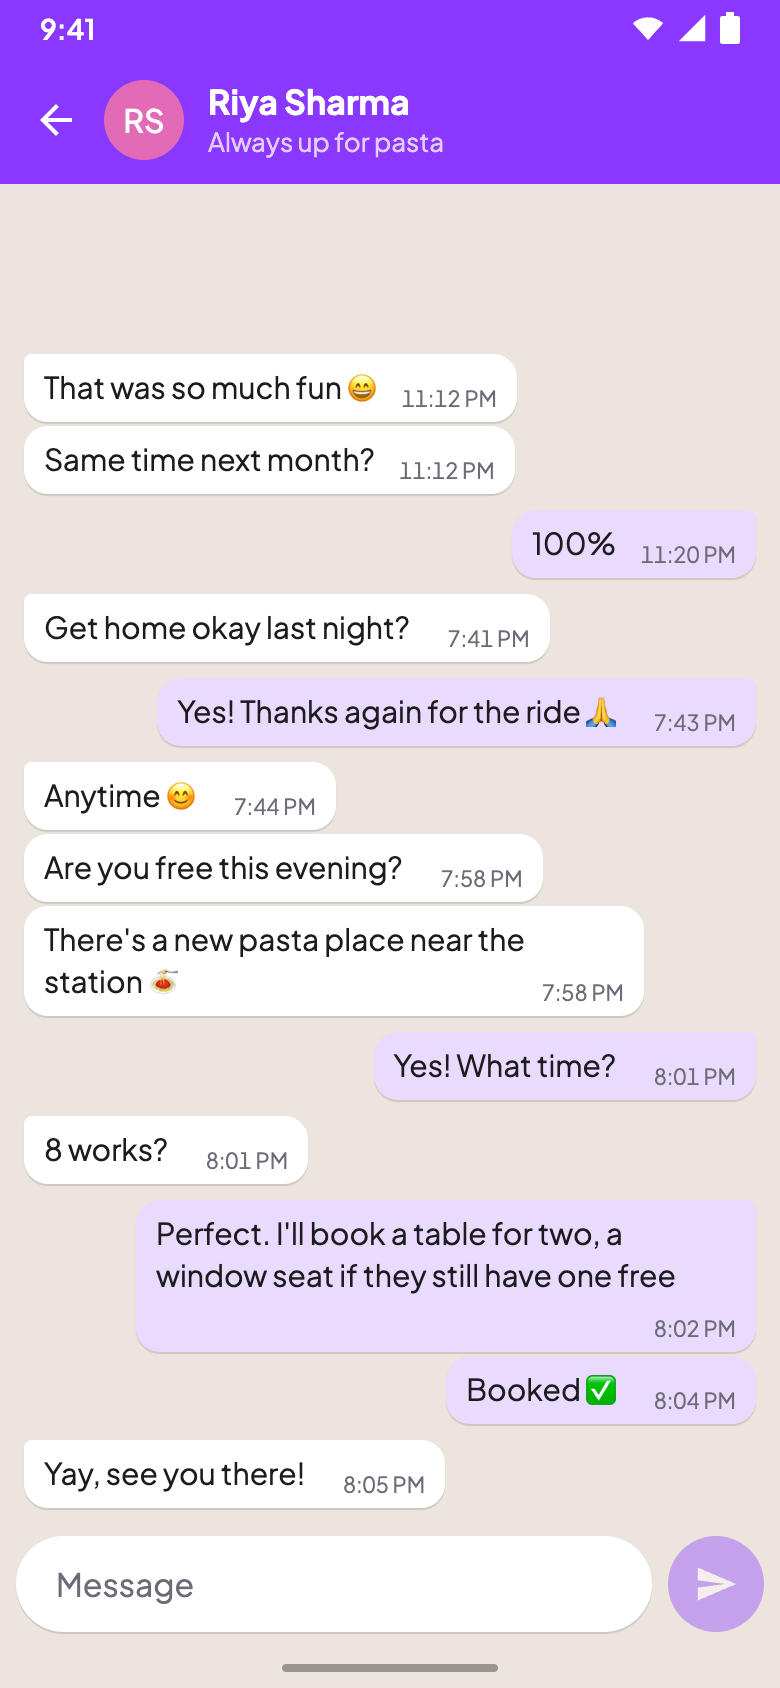 9:41
RS
Riya Sharma
Always up for pasta
That was so much fun 😄 11:12 PM
Same time next month? 11:12 PM
100% 11:20 PM
Get home okay last night? 7:41 PM
Yes! Thanks again for the ride 🙏 7:43 PM
Anytime 😊 7:44 PM
Are you free this evening? 7:58 PM
There's a new pasta place near the
station 🍝 7:58 PM
Yes! What time? 8:01 PM
8 works? 8:01 PM
Perfect. I'll book a table for two, a
window seat if they still have one free
8:02 PM
Booked ✅ 8:04 PM
Yay, see you there! 8:05 PM
Message